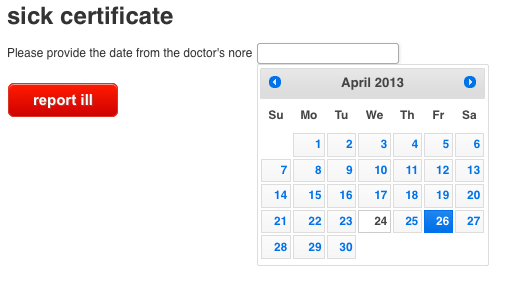 sick certificate
Please provide the date from the doctor's nore
report ill
April 2013
Su Mo Tu We Th Fr Sa
1 2 3 4 5 6
7 8 9 10 11 12 13
14 15 16 17 18 19 20
21 22 23 24 25 26 27
28 29 30